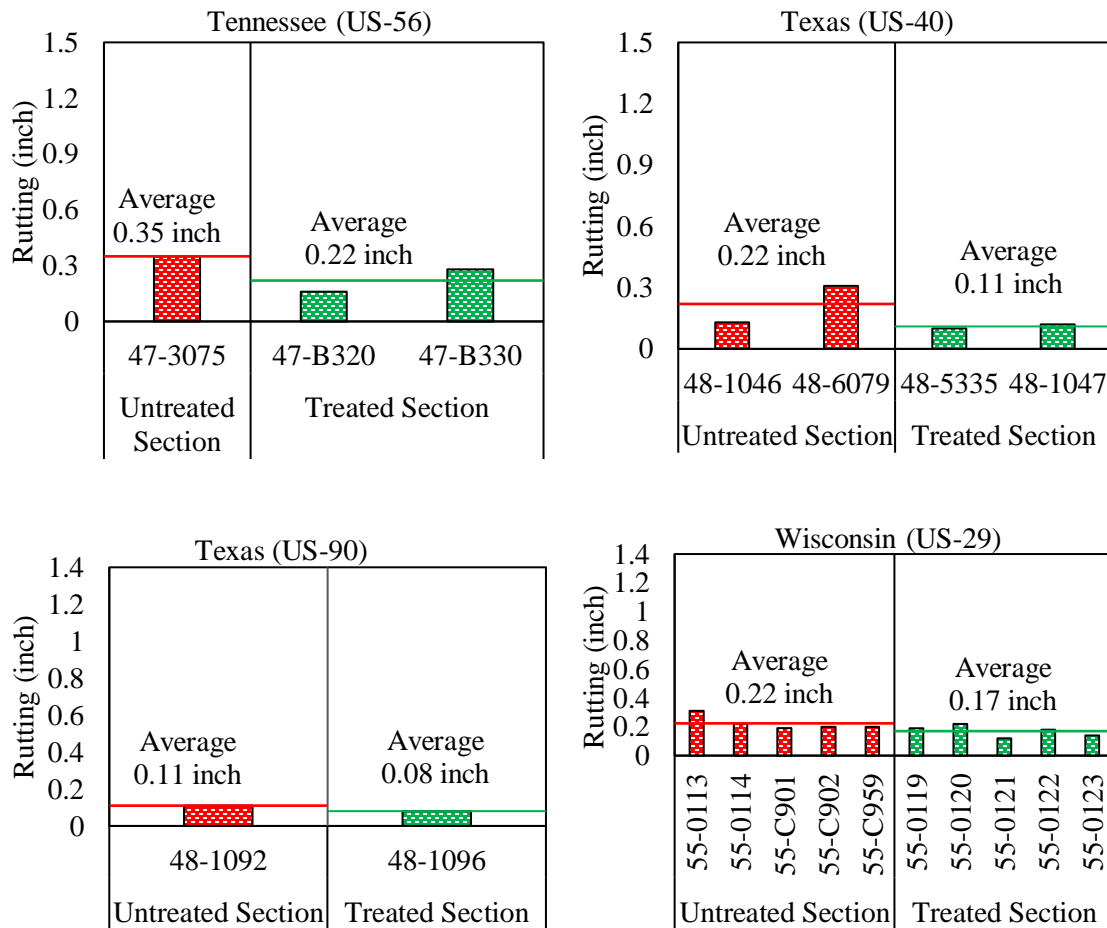 Tennessee (US-56)
Rutting (inch)
1.5
1.2
0.9
0.6
0.3
0
Average
0.35 inch
Average
0.22 inch
47-3075
47-B320
47-B330
Untreated
Section
Treated Section
Texas (US-40)
Rutting (inch)
1.5
1.2
0.9
0.6
0.3
0
Average
0.22 inch
Average
0.11 inch
48-1046
48-6079
48-5335
48-1047
Untreated Section
Treated Section
Texas (US-90)
Rutting (inch)
1.4
1.2
1
0.8
0.6
0.4
0.2
0
Average
0.11 inch
Average
0.08 inch
48-1092
48-1096
Untreated Section
Treated Section
Wisconsin (US-29)
Rutting (inch)
1.4
1.2
1
0.8
0.6
0.4
0.2
0
Average
0.22 inch
Average
0.17 inch
55-0113
55-0114
55-C901
55-C902
55-C959
55-0119
55-0120
55-0121
55-0122
55-0123
Untreated Section
Treated Section